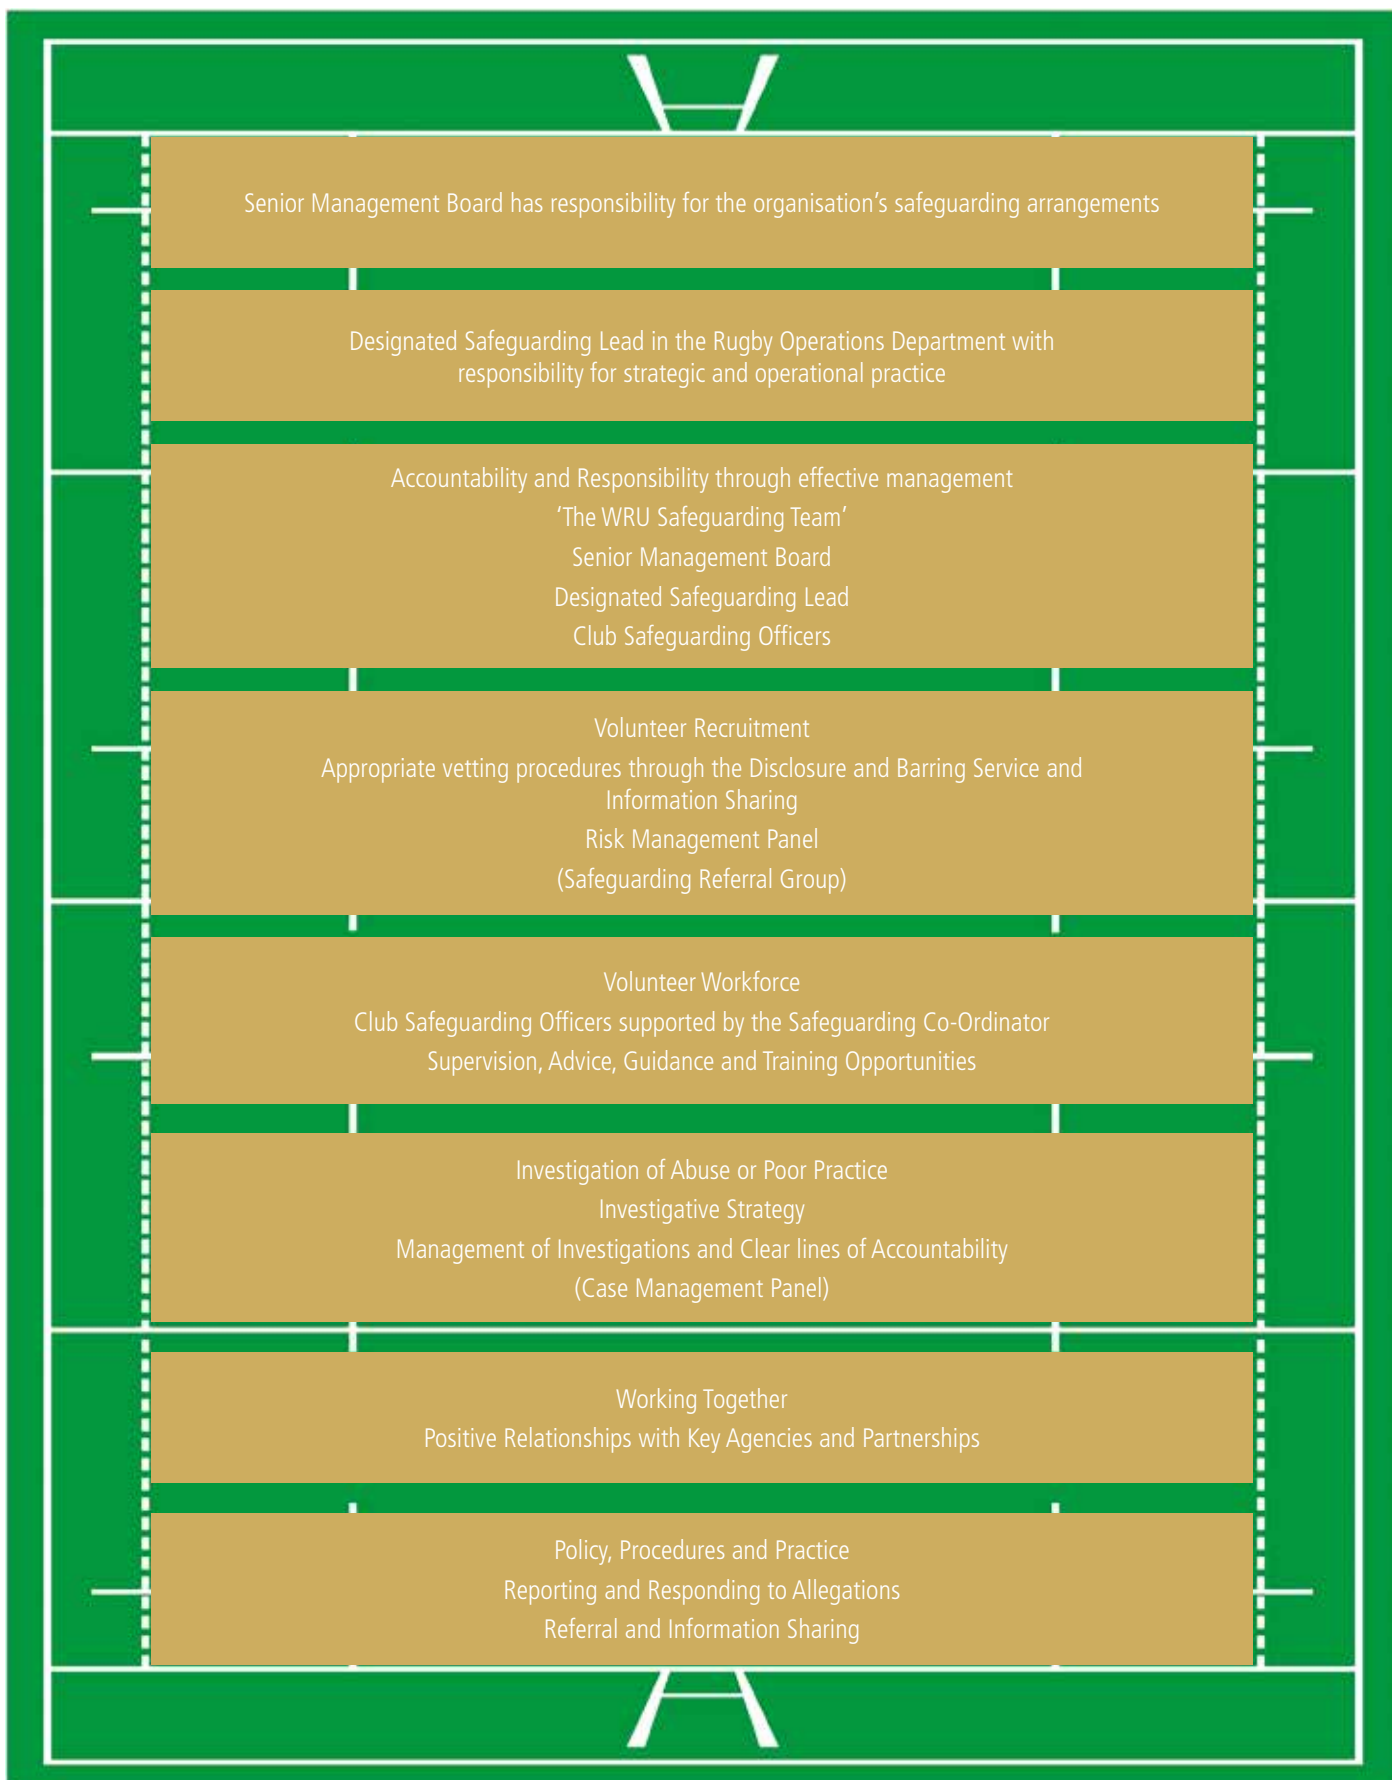 Senior Management Board has responsibility for the organisation’s safeguarding arrangements
Designated Safeguarding Lead in the Rugby Operations Department with
responsibility for strategic and operational practice
Accountability and Responsibility through effective management
‘The WRU Safeguarding Team’
Senior Management Board
Designated Safeguarding Lead
Club Safeguarding Officers
Volunteer Recruitment
Appropriate vetting procedures through the Disclosure and Barring Service and
Information Sharing
Risk Management Panel
(Safeguarding Referral Group)
Volunteer Workforce
Club Safeguarding Officers supported by the Safeguarding Co-Ordinator
Supervision, Advice, Guidance and Training Opportunities
Investigation of Abuse or Poor Practice
Investigative Strategy
Management of Investigations and Clear lines of Accountability
(Case Management Panel)
Working Together
Positive Relationships with Key Agencies and Partnerships
Policy, Procedures and Practice
Reporting and Responding to Allegations
Referral and Information Sharing